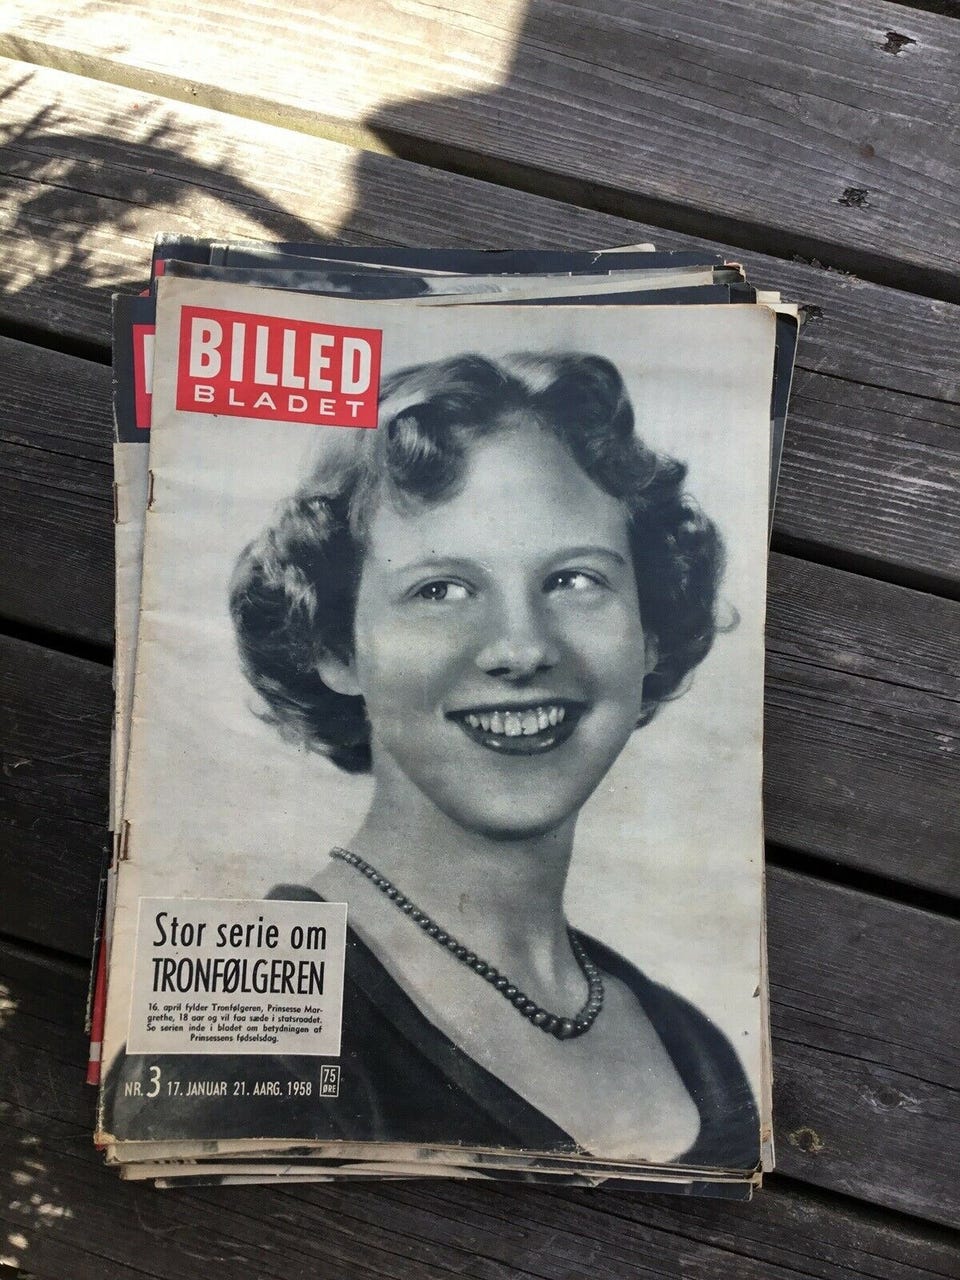 BILLED
BLADET
Stor serie om
TRONFØLGEREN
16. april fylder Tronfølgeren, Prinsesse Mar-
grethe, 18 aar og vil faa sæde i statsraadet.
Se serien inde i bladet om betydningen af
Prinsessens fødselsdag.
NR. 3 17. JANUAR 21. AARG. 1958 75
ØRE